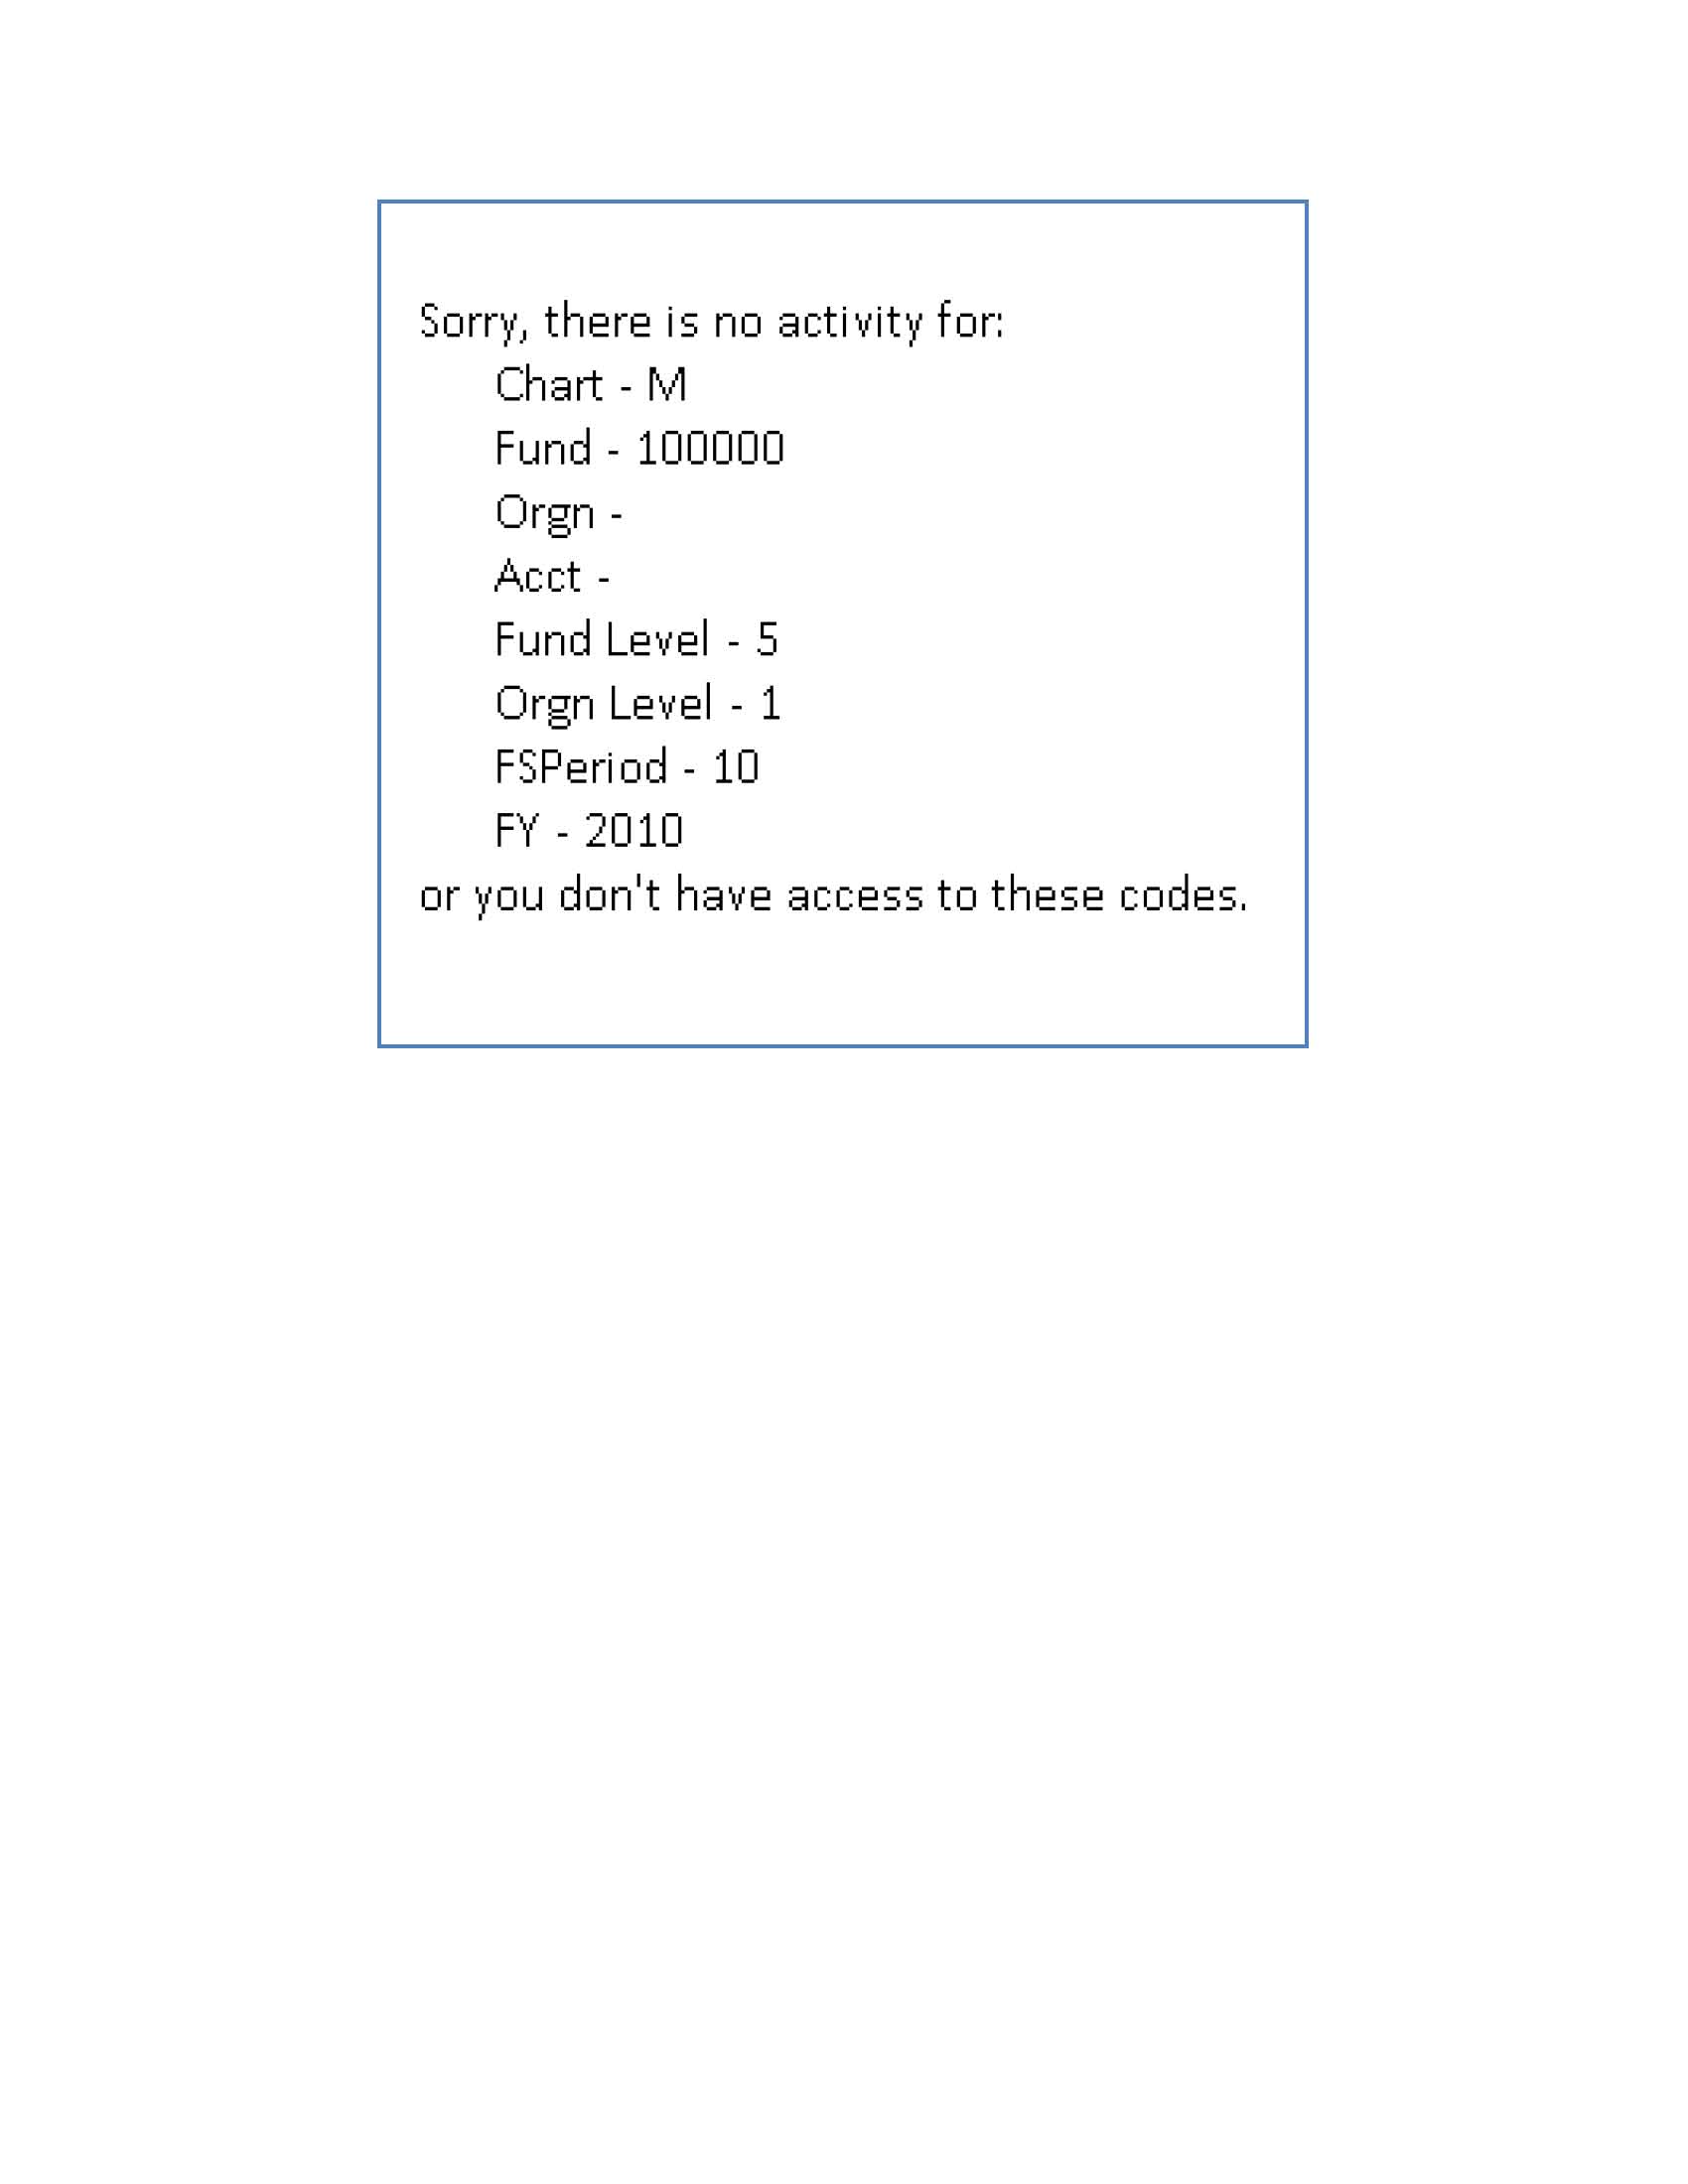 Sorry, there is no activity for:
Chart - M
Fund - 100000
Orgn -
Acct -
Fund Level - 5
Orgn Level - 1
FSPeriod - 10
FY - 2010
or you don't have access to these codes.